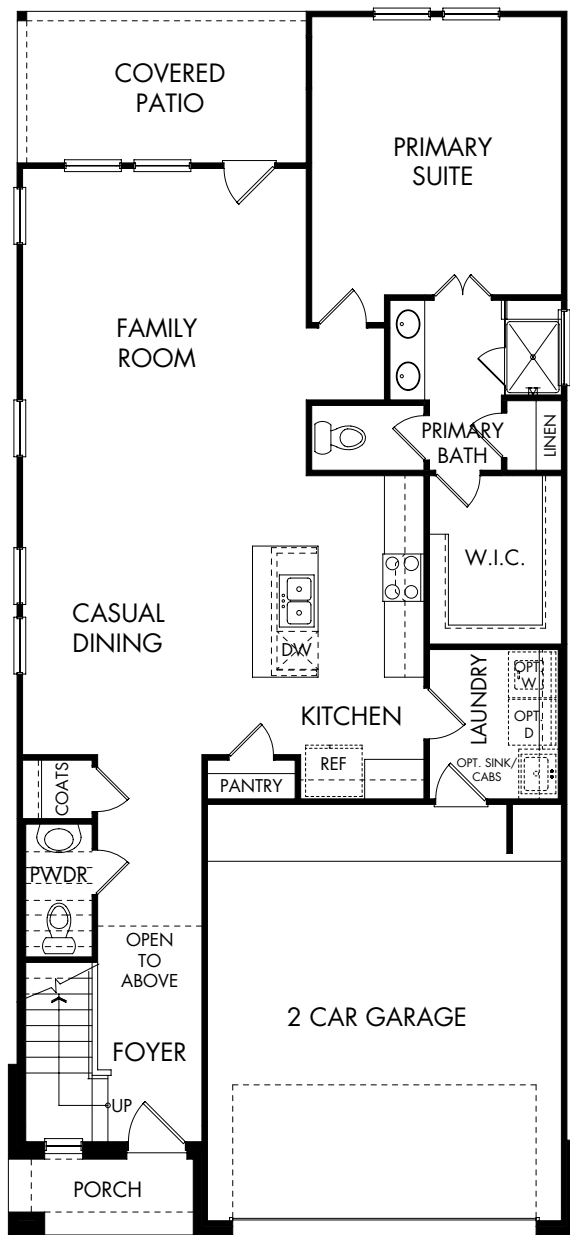 COVERED
PATIO
PRIMARY
SUITE
FAMILY
ROOM
PRIMARY
BATH
LINEN
W.I.C.
CASUAL
DINING
DW
KITCHEN
LAUNDRY
OPT.
W
OPT.
D
OPT. SINK/
CABS
REF
PANTRY
COATS
PWDR
OPEN
TO
ABOVE
2 CAR GARAGE
FOYER
UP
PORCH